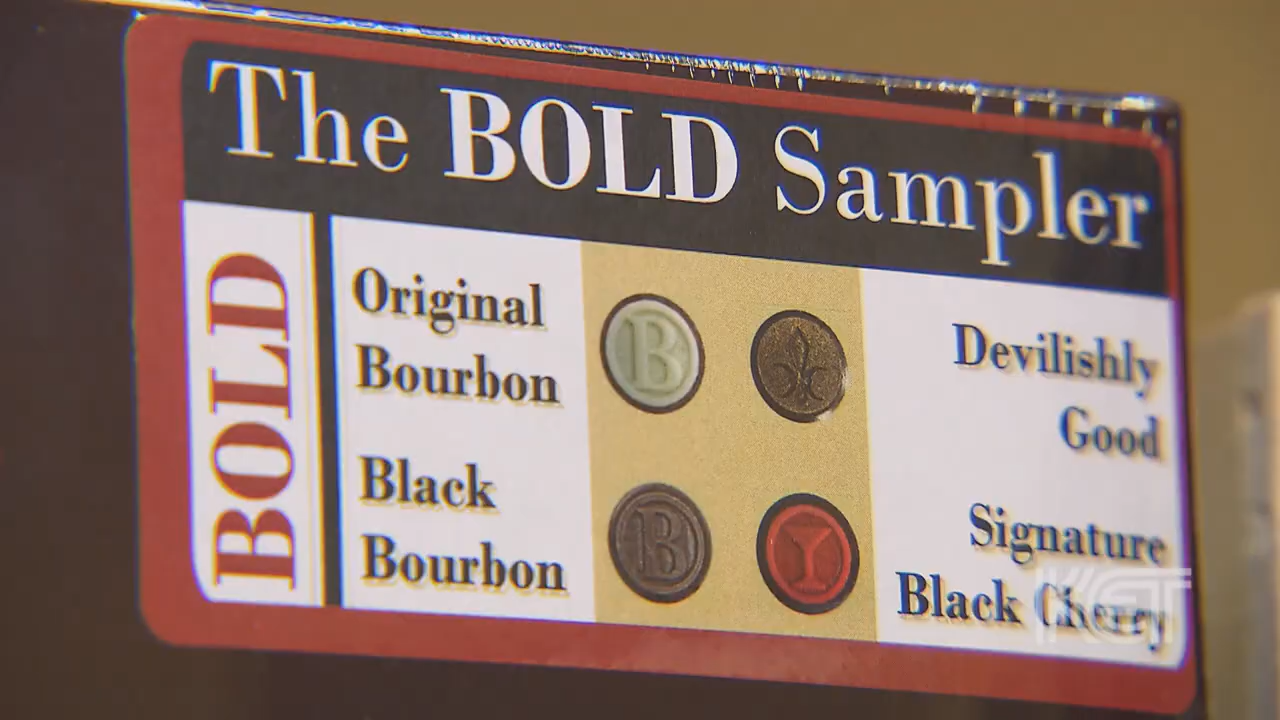 The BOLD Sampler
BOLD
Original
Bourbon
B
Devilishly
Good
Black
Bourbon
B
Y
Signature
Black Cherry
KET